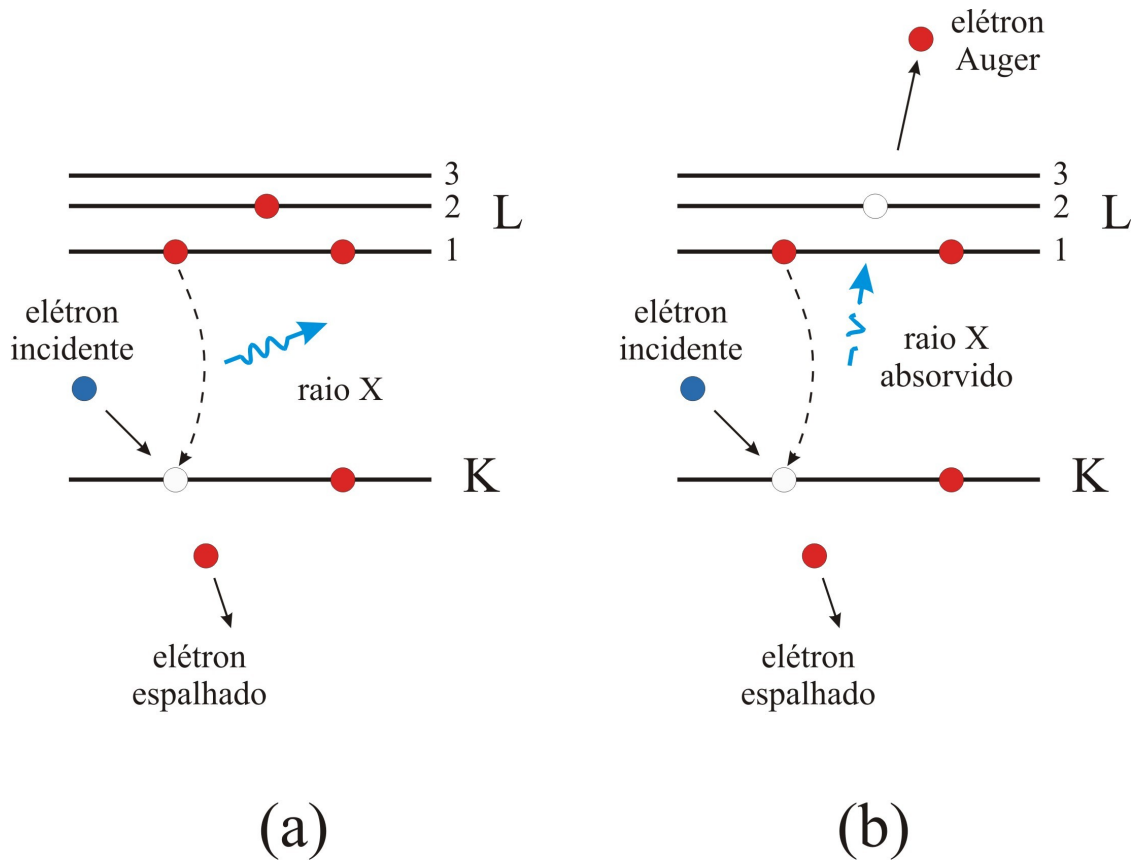 elétron
Auger
3
2
1
L
elétron
incidente
raio X
K
elétron
espalhado
(a)
3
2
1
L
elétron
incidente
raio X
absorvido
K
elétron
espalhado
(b)